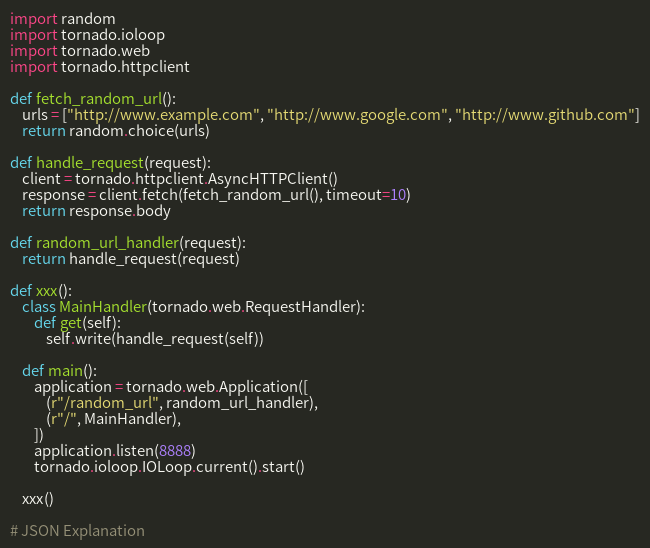 import random
import tornado.ioloop
import tornado.web
import tornado.httpclient
def fetch_random_url():
urls = ["http://www.example.com", "http://www.google.com", "http://www.github.com"]
return random.choice(urls)
def handle_request(request):
client = tornado.httpclient.AsyncHTTPClient()
response = client.fetch(fetch_random_url(), timeout=10)
return response.body
def random_url_handler(request):
return handle_request(request)
def xxx():
class MainHandler(tornado.web.RequestHandler):
def get(self):
self.write(handle_request(self))
def main():
application = tornado.web.Application([
(r"/random_url", random_url_handler),
(r"/", MainHandler),
])
application.listen(8888)
tornado.ioloop.IOLoop.current().start()
xxx()
# JSON Explanation